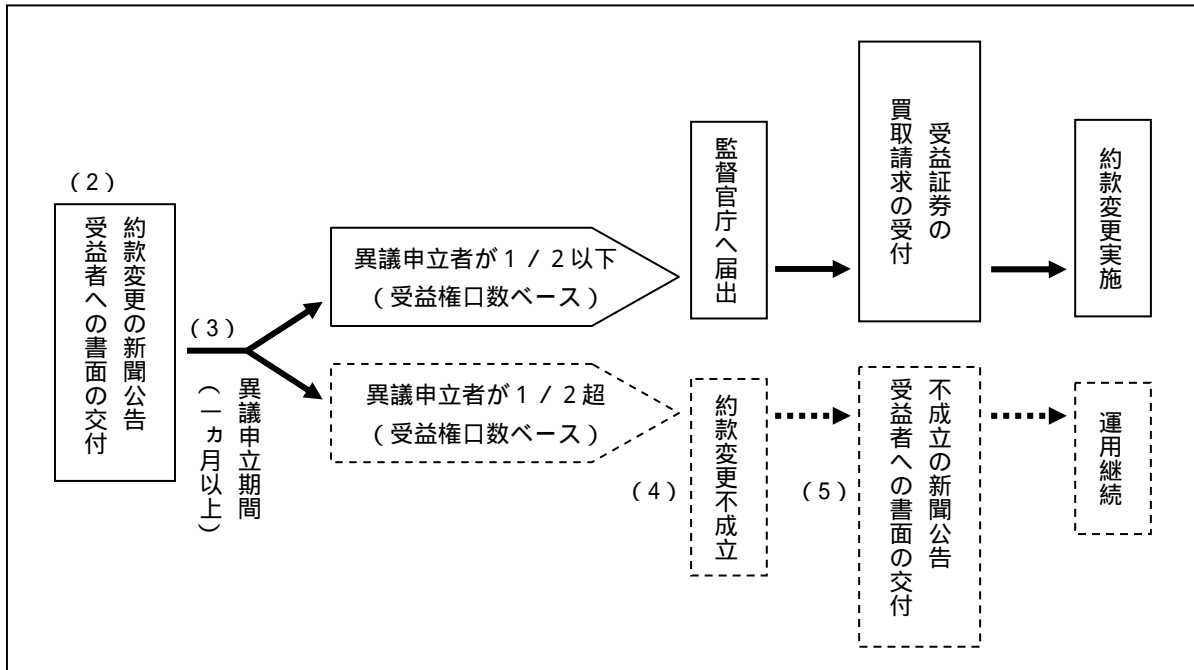 (2)
約款変更の新聞公告
受益者への書面の交付
(3)
異議申立期間
(一ヵ月以上)
異議申立者が1/2以下
(受益権口数ベース)
監督官庁へ届出
受益証券の
買取請求の受付
約款変更実施
異議申立者が1/2超
(受益権口数ベース)
(4)
約款変更不成立
(5)
不成立の新聞公告
受益者への書面の交付
運用継続